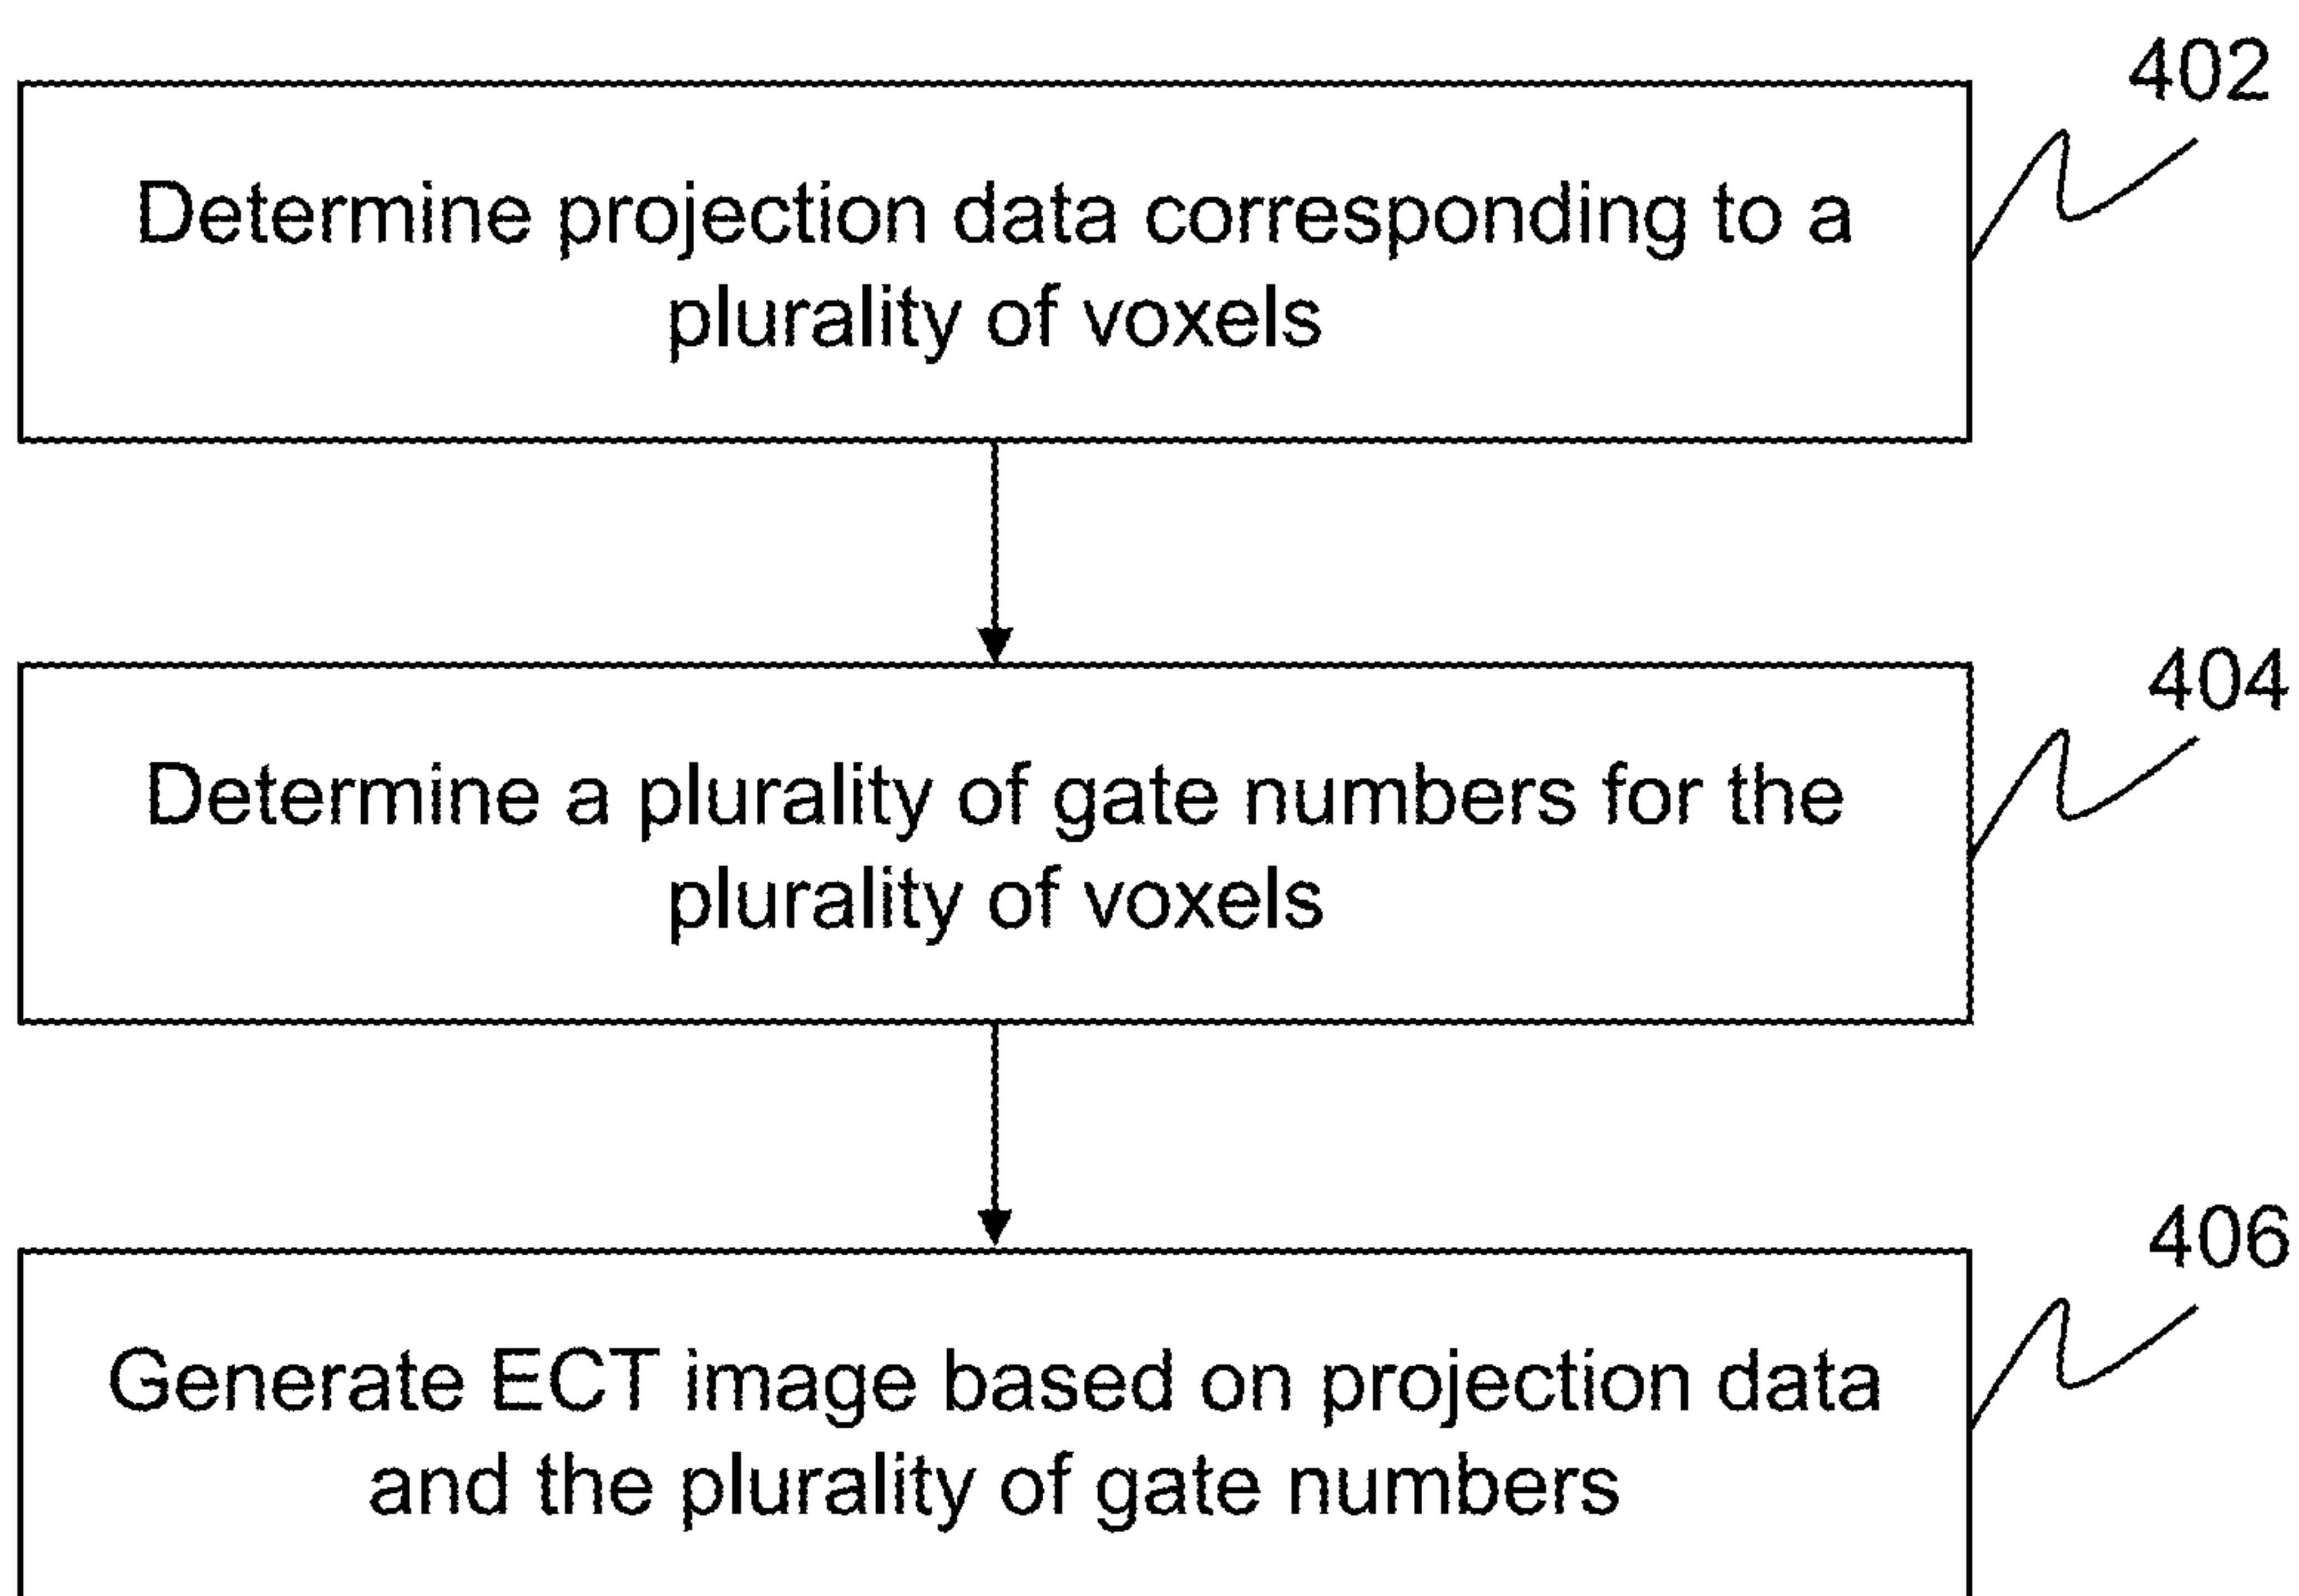 402
Determine projection data corresponding to a
plurality of voxels
404
Determine a plurality of gate numbers for the
plurality of voxels
406
Generate ECT image based on projection data
and the plurality of gate numbers